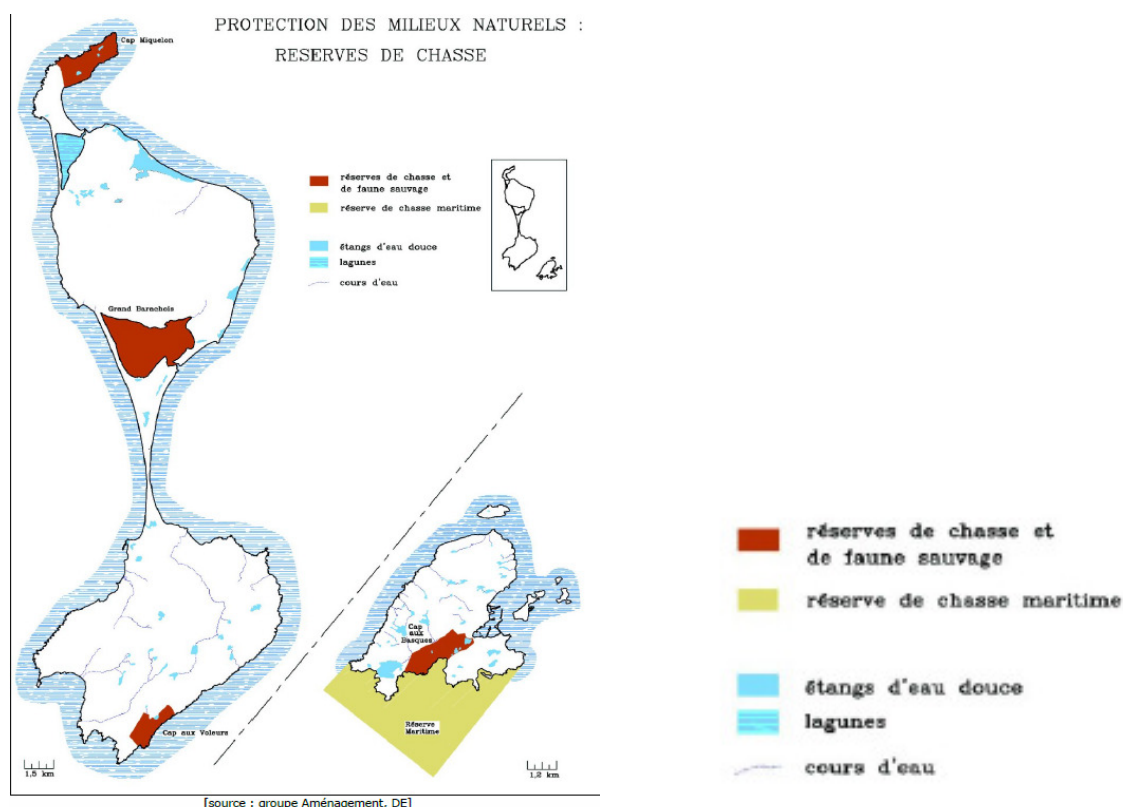 PROTECTION DES MILIEUX NATURELS :
RESERVES DE CHASSE
Cap Miquelon
réserves de chasse et
de faune sauvage
réserve de chasse maritime
étangs d'eau douce
lagunes
cours d'eau
Grand Barachois
Cap
aux
Basques
Réserve
Maritime
Cap aux Voleurs
1,5 km
1,2 km
[source : groupe Aménagement, DE]
réserves de chasse et
de faune sauvage
réserve de chasse maritime
étangs d'eau douce
lagunes
cours d'eau